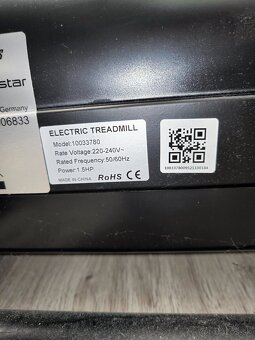 star
Germany
06833
ELECTRIC TREADMILL
Model:10033780
Rate Voltage:220-240V~
Rated Frequency:50/60Hz
Power:1.5HP
MADE IN CHINA
RoHS CE